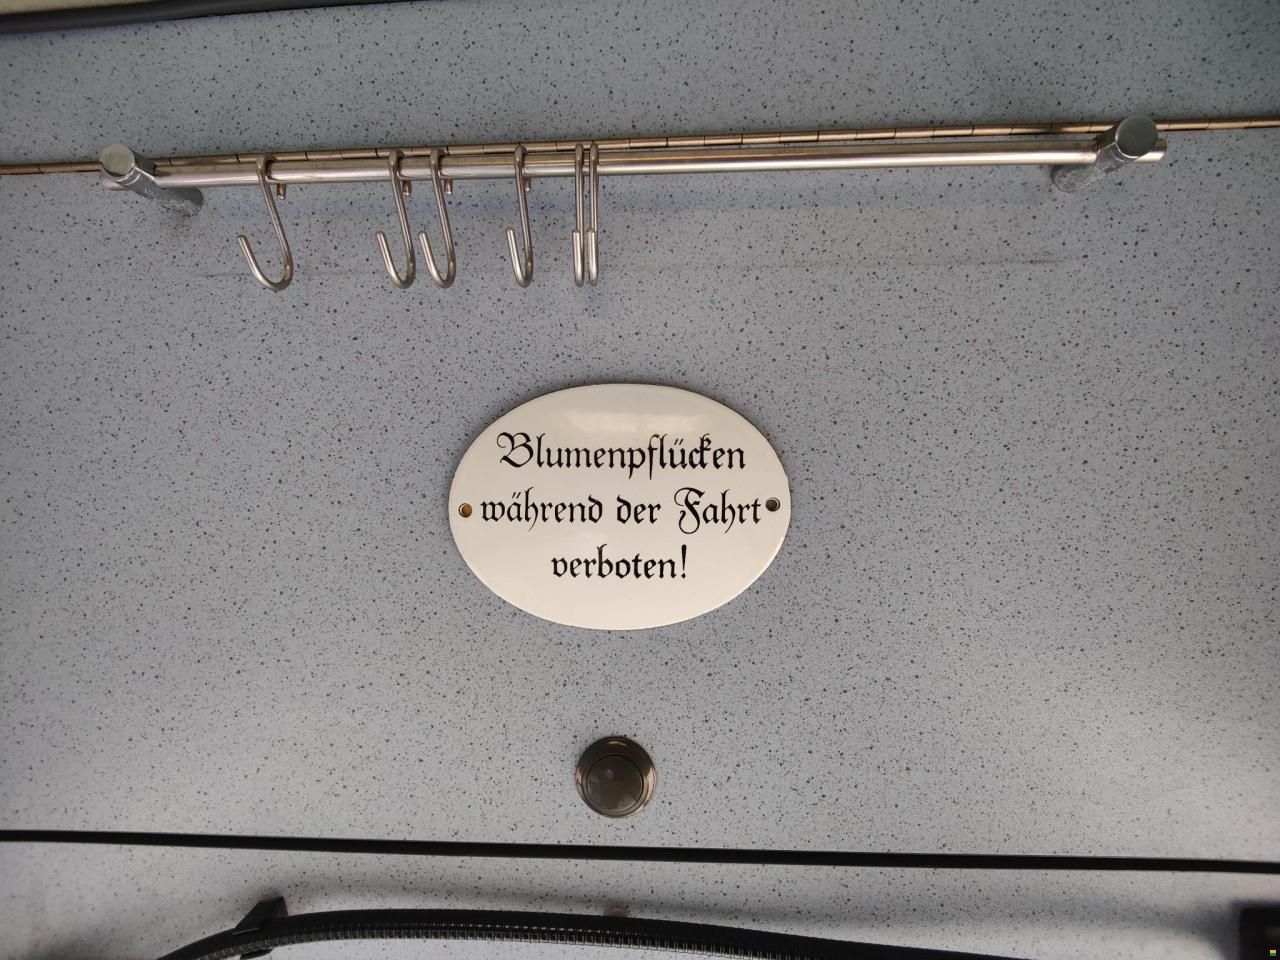 Blumenpflücken
während der Fahrt
verboten!